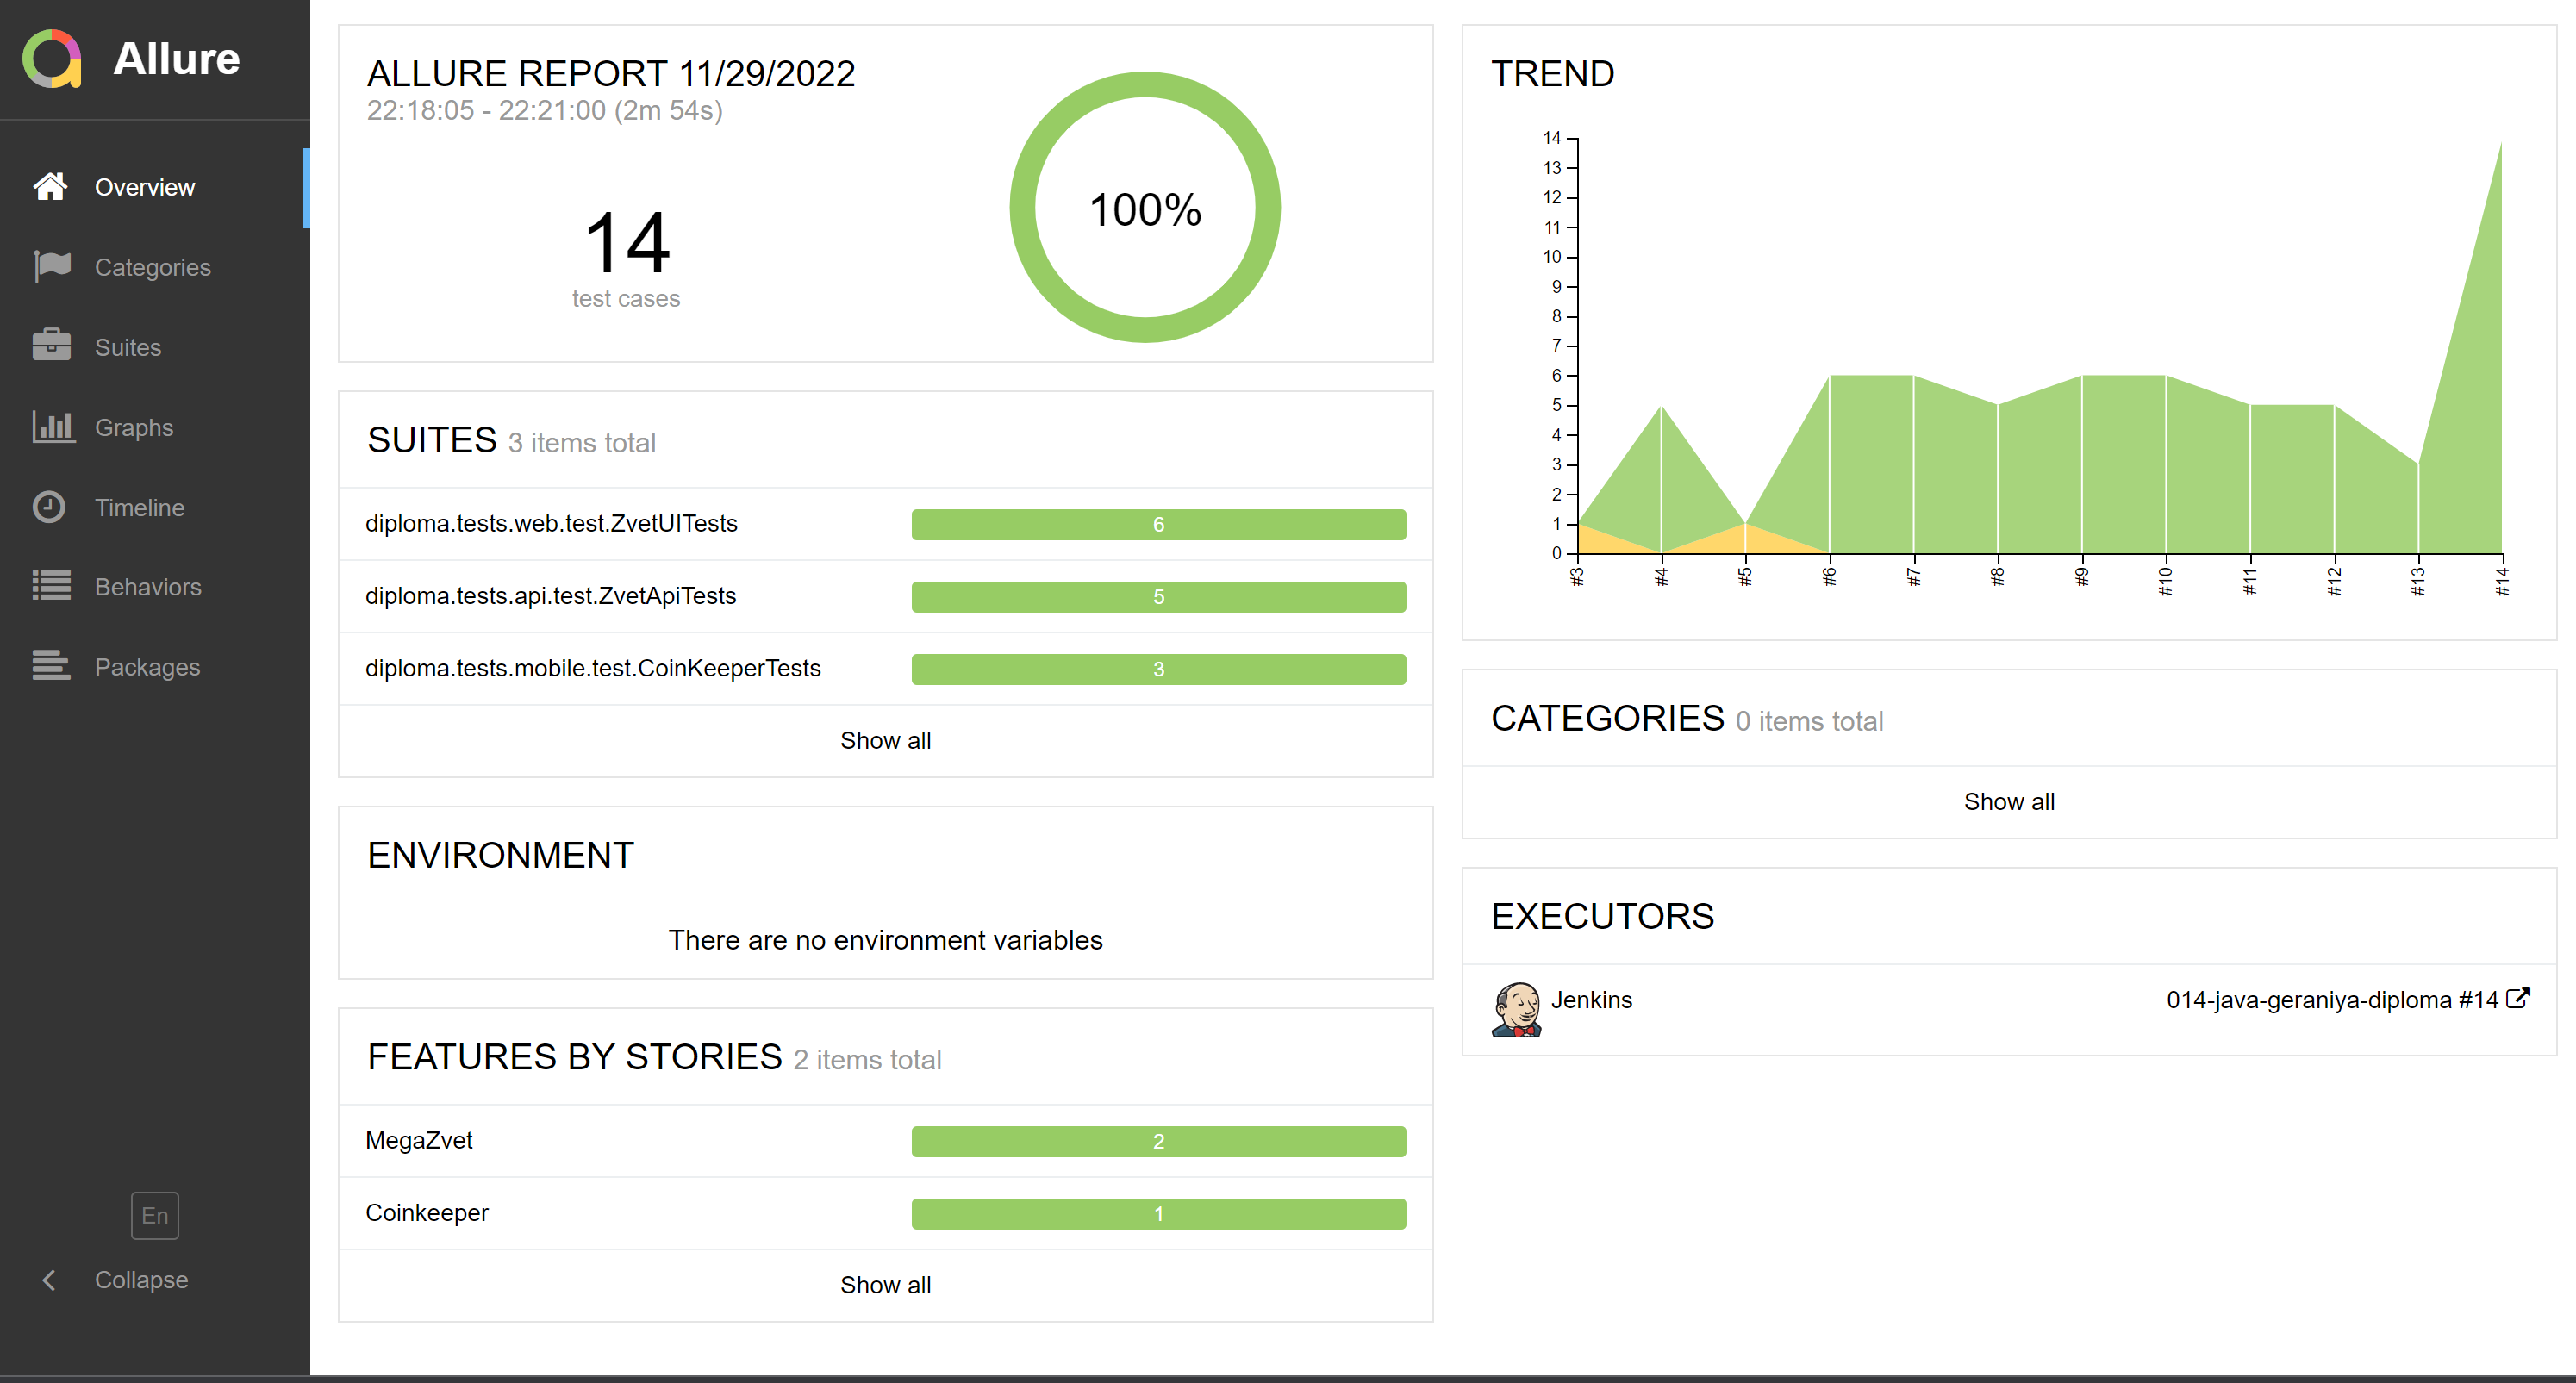 Allure
Overview
Categories
Suites
Graphs
Timeline
Behaviors
Packages
En
Collapse
ALLURE REPORT 11/29/2022
22:18:05 - 22:21:00 (2m 54s)
14
test cases
100%
SUITES 3 items total
diploma.tests.web.test.ZvetUITests 6
diploma.tests.api.test.ZvetApiTests 5
diploma.tests.mobile.test.CoinKeeperTests 3
Show all
ENVIRONMENT
There are no environment variables
FEATURES BY STORIES 2 items total
MegaZvet 2
Coinkeeper 1
Show all
TREND
14
13
12
11
10
9
8
7
6
5
4
3
2
1
0
#3 #4 #5 #6 #7 #8 #9 #10 #11 #12 #13 #14
CATEGORIES 0 items total
Show all
EXECUTORS
Jenkins 014-java-geraniya-diploma #14